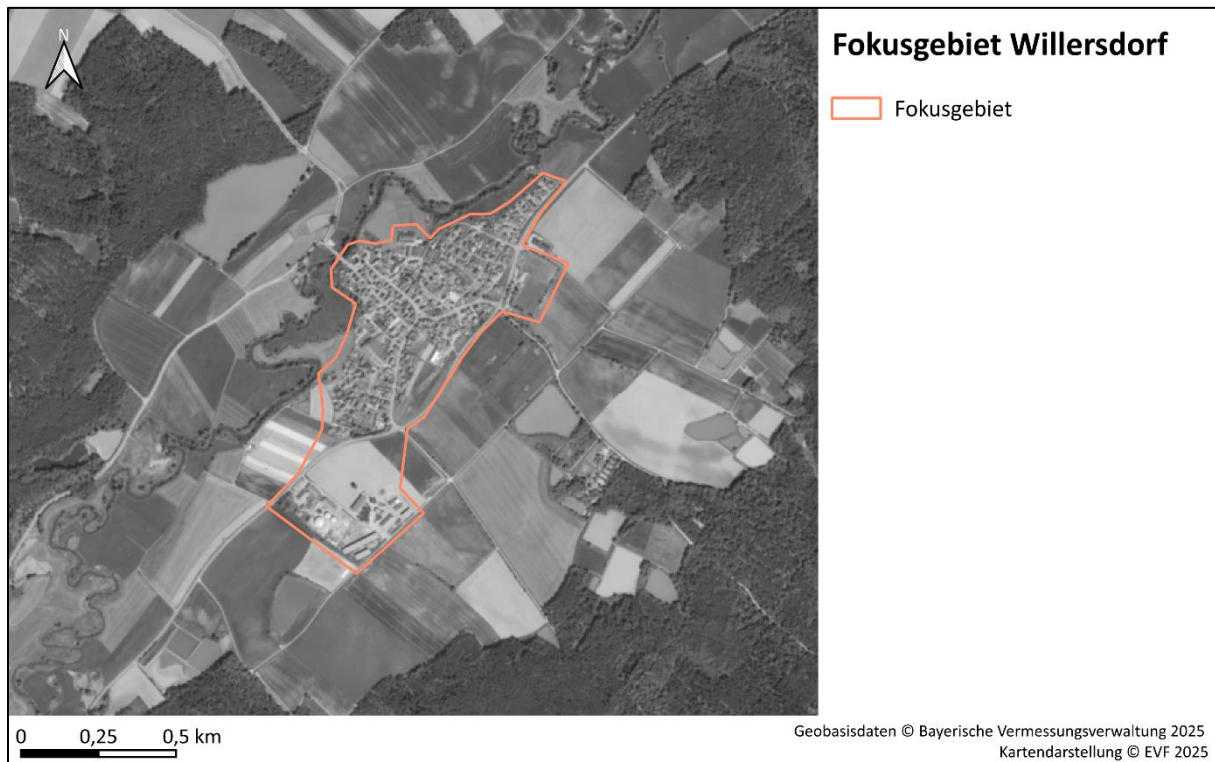 N
Fokusgebiet Willersdorf
Fokusgebiet
0 0,25 0,5 km
Geobasisdaten © Bayerische Vermessungsverwaltung 2025
Kartendarstellung © EVF 2025